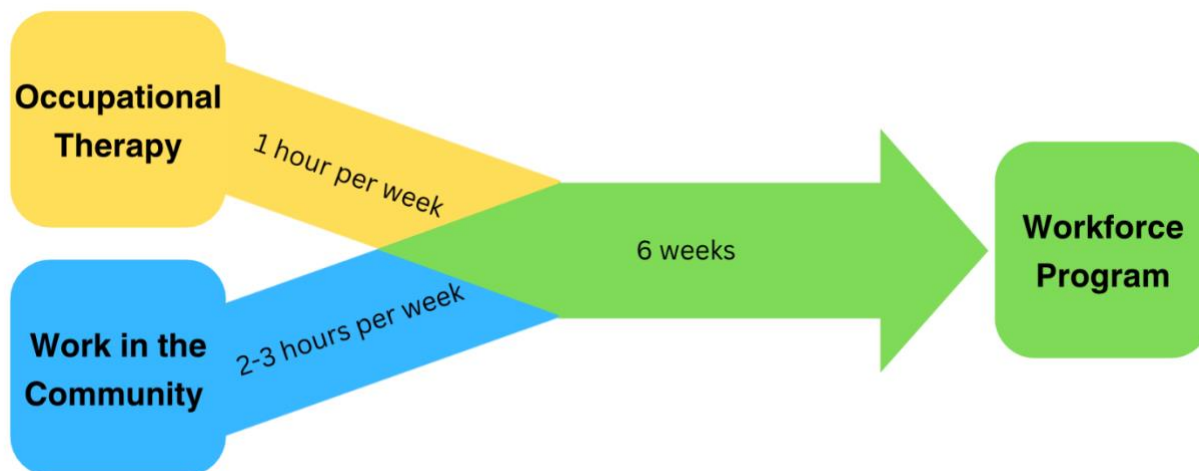 Occupational
Therapy
1 hour per week
6 weeks
Workforce
Program
Work in the
Community
2-3 hours per week